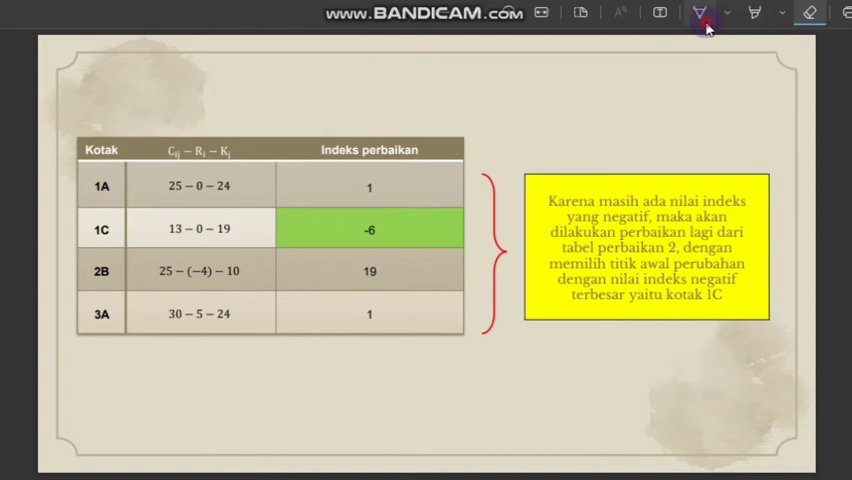 www.BANDICAM.com
Kotak Cij – Ri – Kj Indeks perbaikan
1A 25 – 0 – 24 1
1C 13 – 0 – 19 -6
2B 25 – (–4) – 10 19
3A 30 – 5 – 24 1
Karena masih ada nilai indeks
yang negatif, maka akan
dilakukan perbaikan lagi dari
tabel perbaikan 2, dengan
memilih titik awal perubahan
dengan nilai indeks negatif
terbesar yaitu kotak 1C